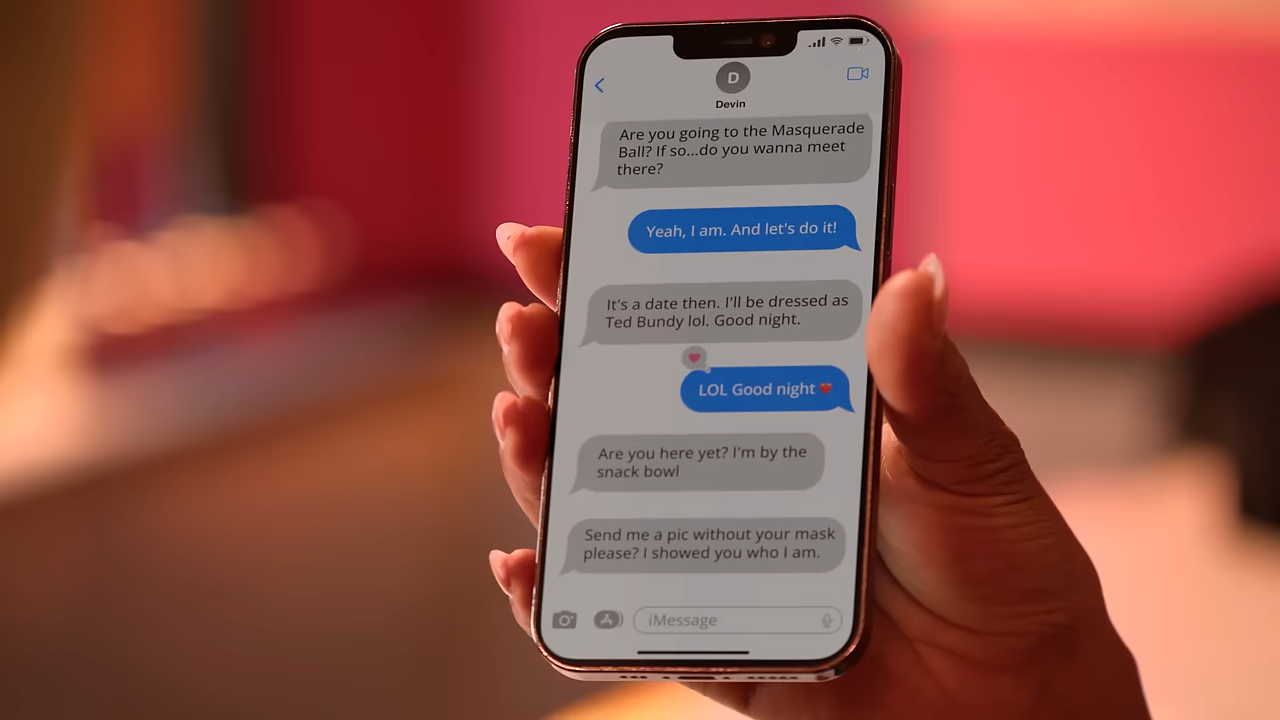 D
Devin
Are you going to the Masquerade
Ball? If so...do you wanna meet
there?
Yeah, I am. And let's do it!
It's a date then. I'll be dressed as
Ted Bundy lol. Good night.
LOL Good night ❤
Are you here yet? I'm by the
snack bowl
Send me a pic without your mask
please? I showed you who I am.
iMessage